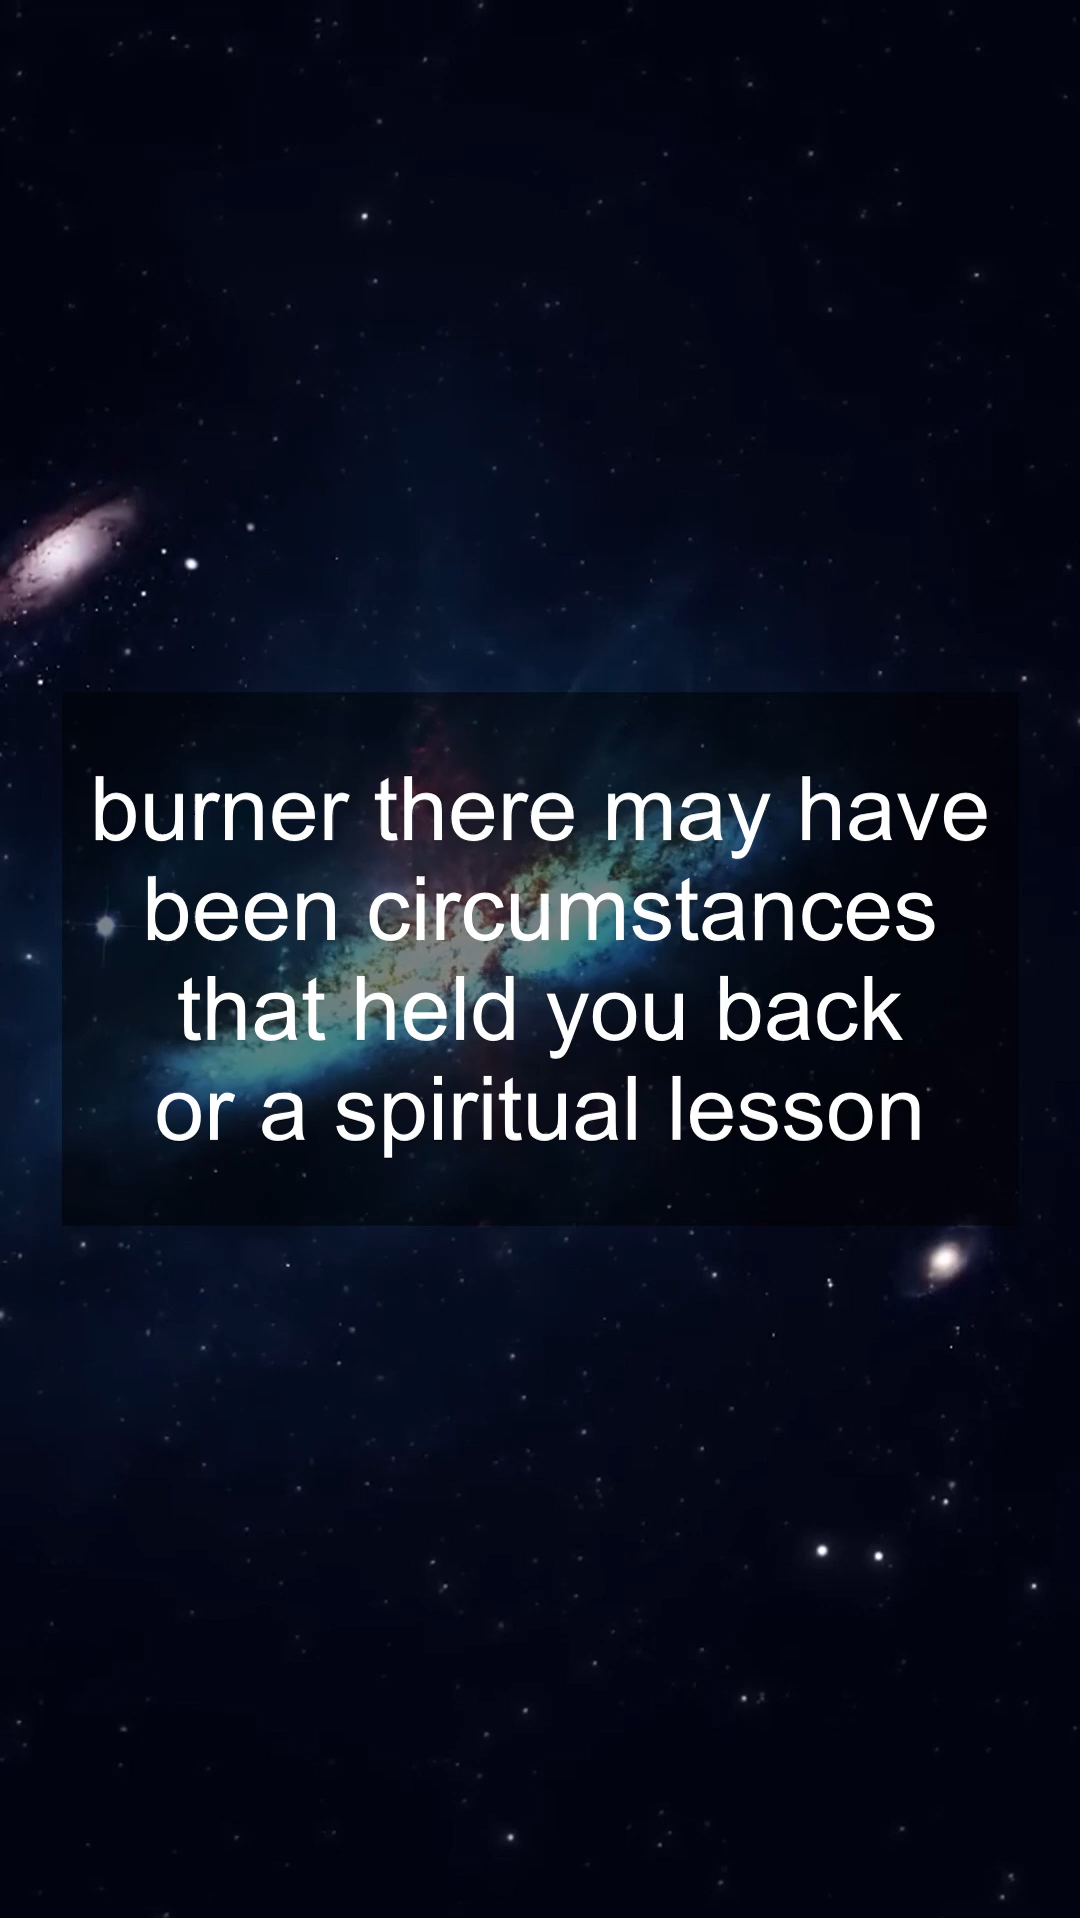 burner there may have
been circumstances
that held you back
or a spiritual lesson